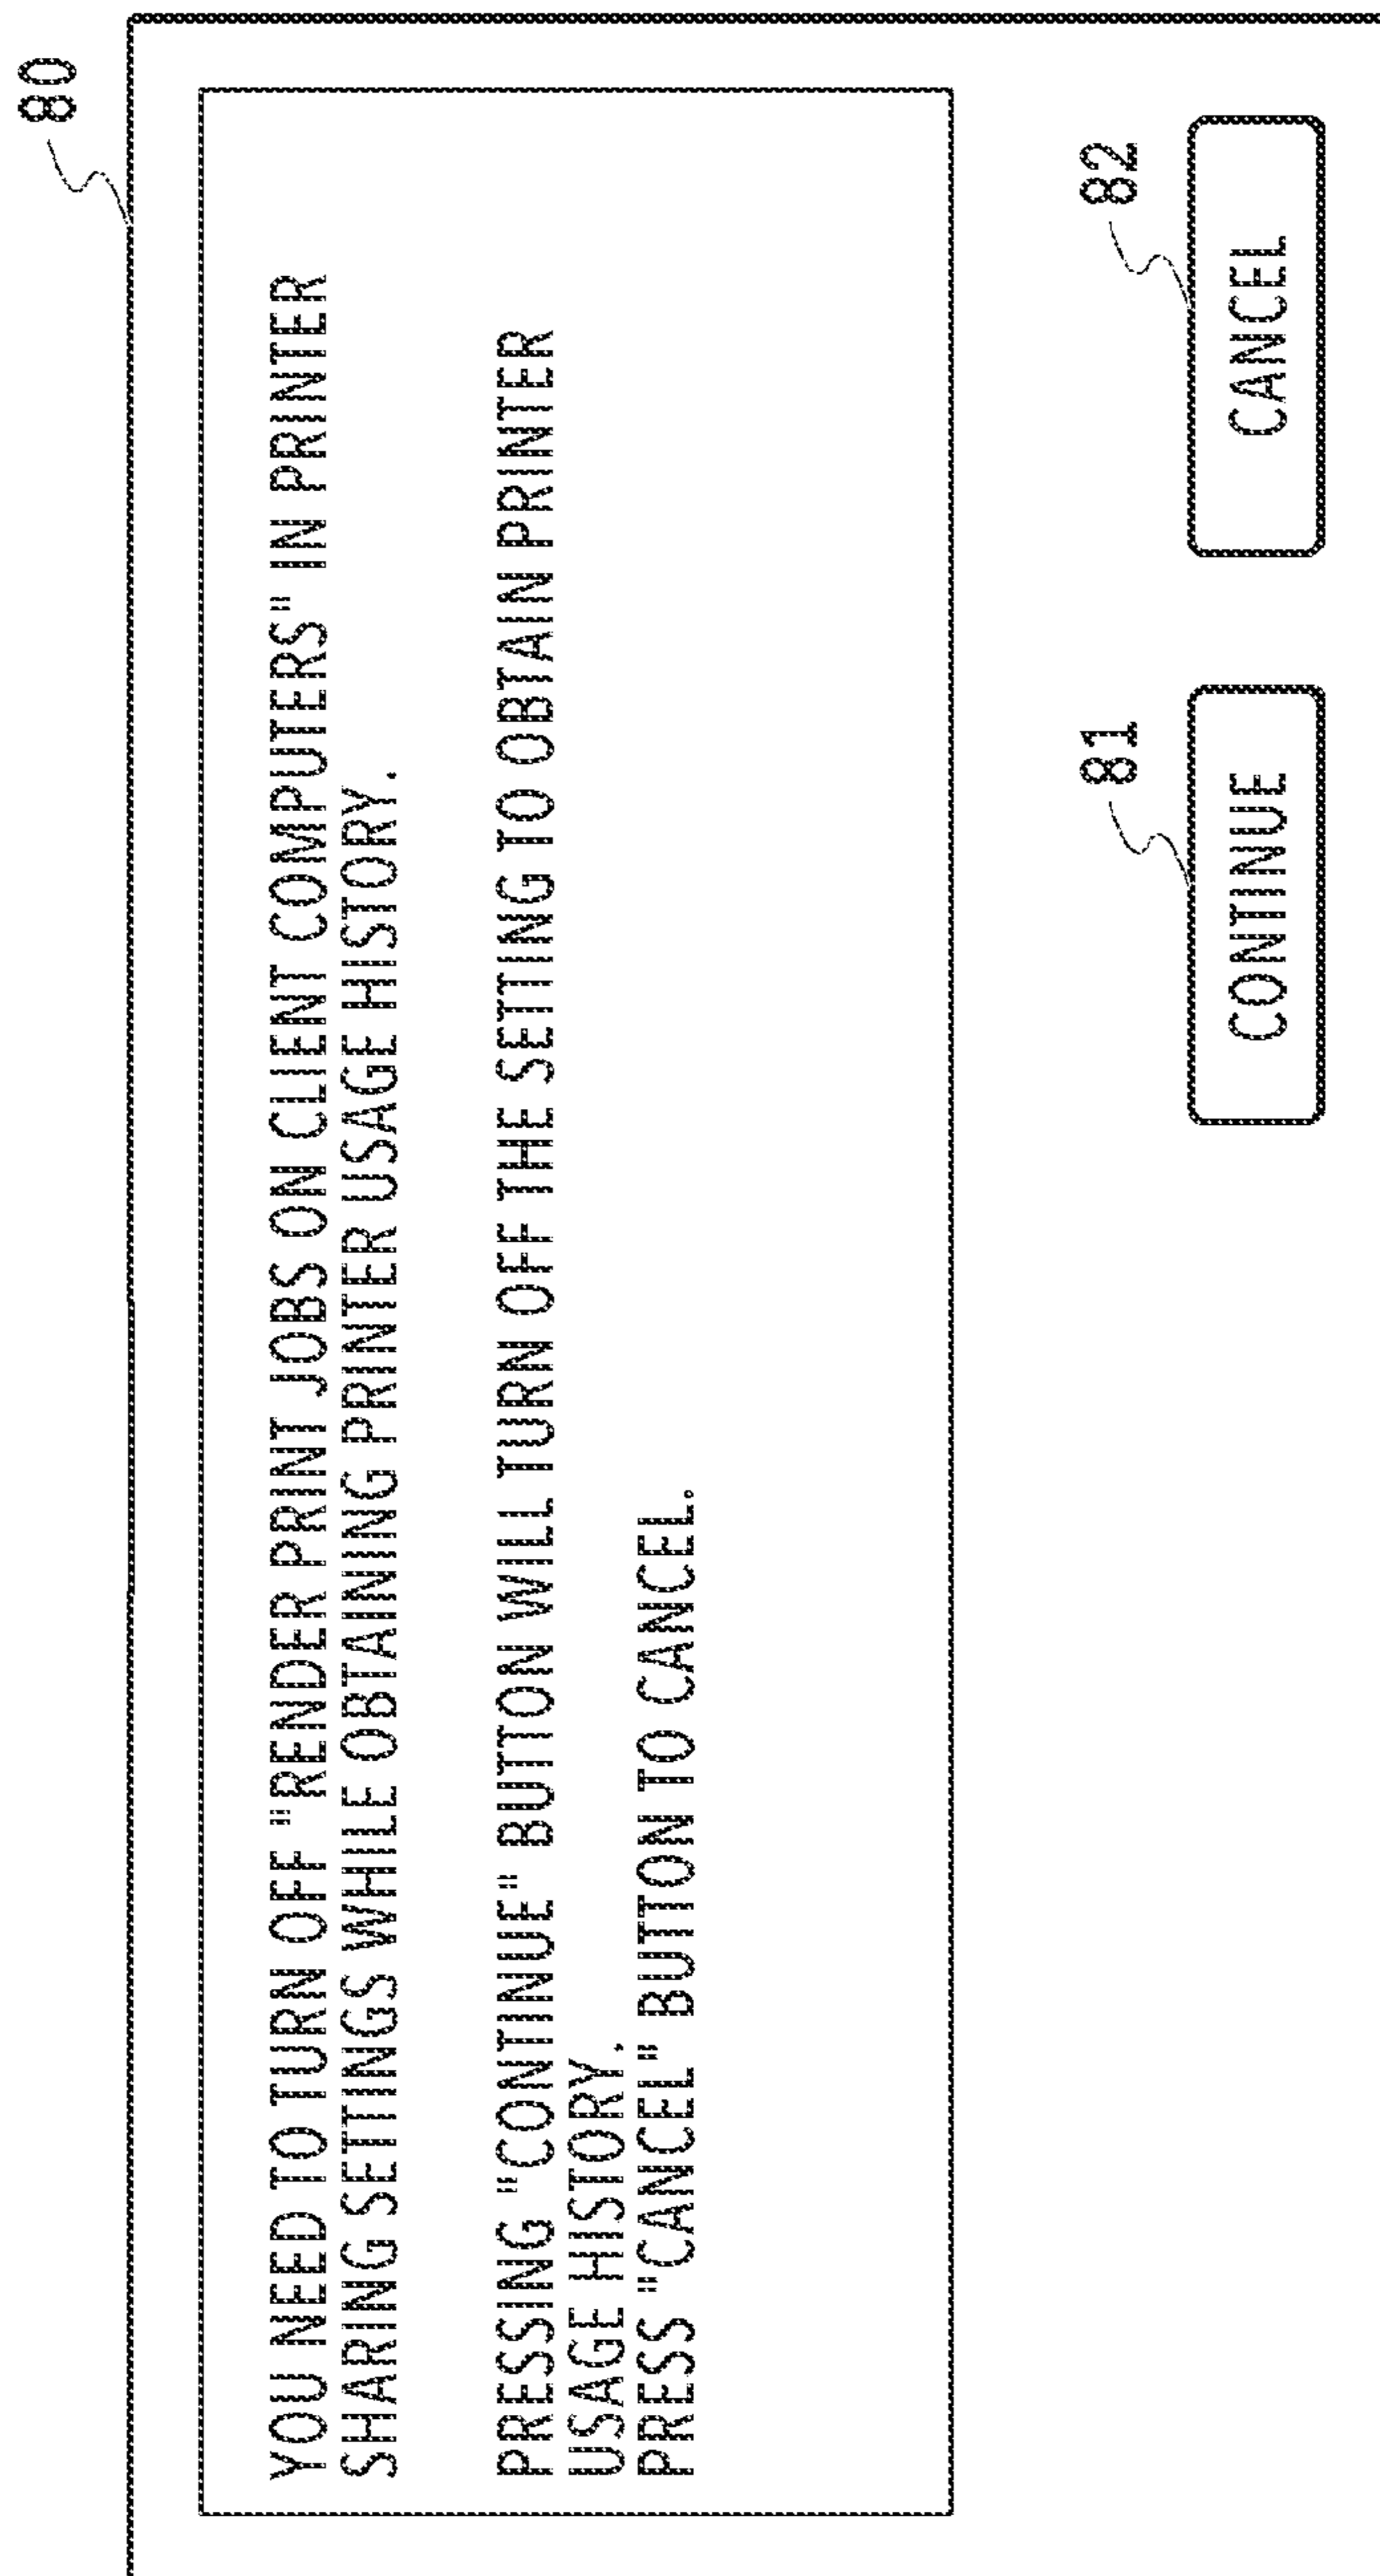 80
YOU NEED TO TURN OFF "RENDER PRINT JOBS ON CLIENT COMPUTERS" IN PRINTER
SHARING SETTINGS WHILE OBTAINING PRINTER USAGE HISTORY.
PRESSING "CONTINUE" BUTTON WILL TURN OFF THE SETTING TO OBTAIN PRINTER
USAGE HISTORY.
PRESS "CANCEL" BUTTON TO CANCEL.
81
82
CONTINUE
CANCEL